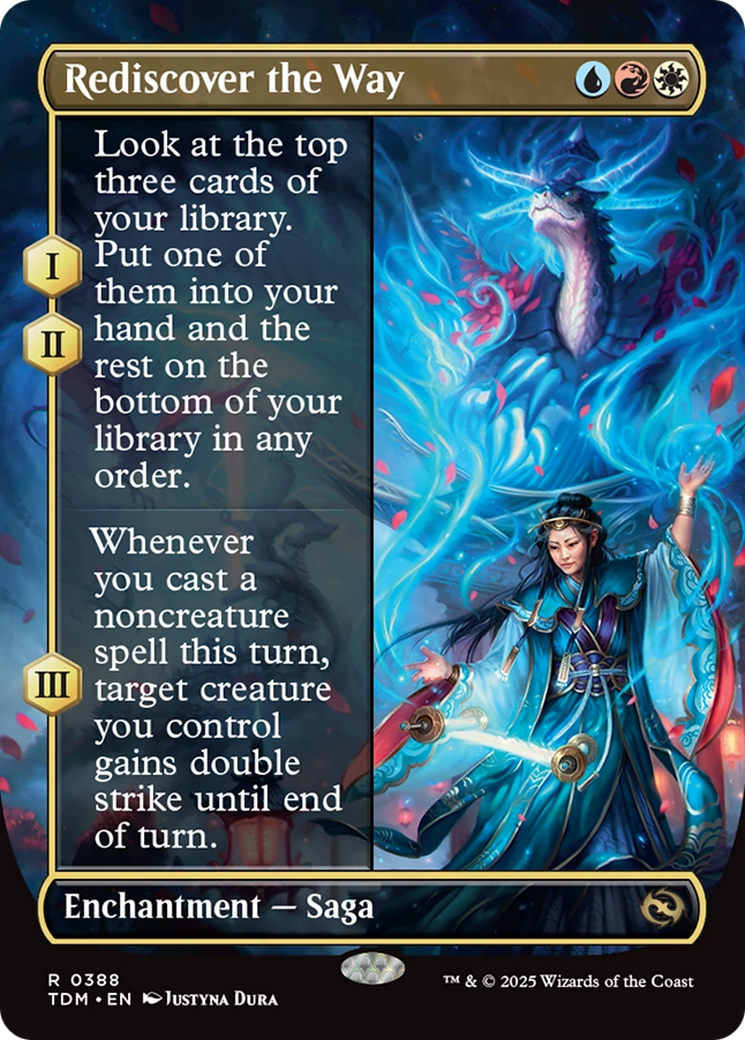 Rediscover the Way
Look at the top
three cards of
your library.
I
Put one of
them into your
II
hand and the
rest on the
bottom of your
library in any
order.
Whenever
you cast a
noncreature
spell this turn,
III
target creature
you control
gains double
strike until end
of turn.
Enchantment — Saga
R 0388
TDM • EN Justyna Dura
™ & © 2025 Wizards of the Coast